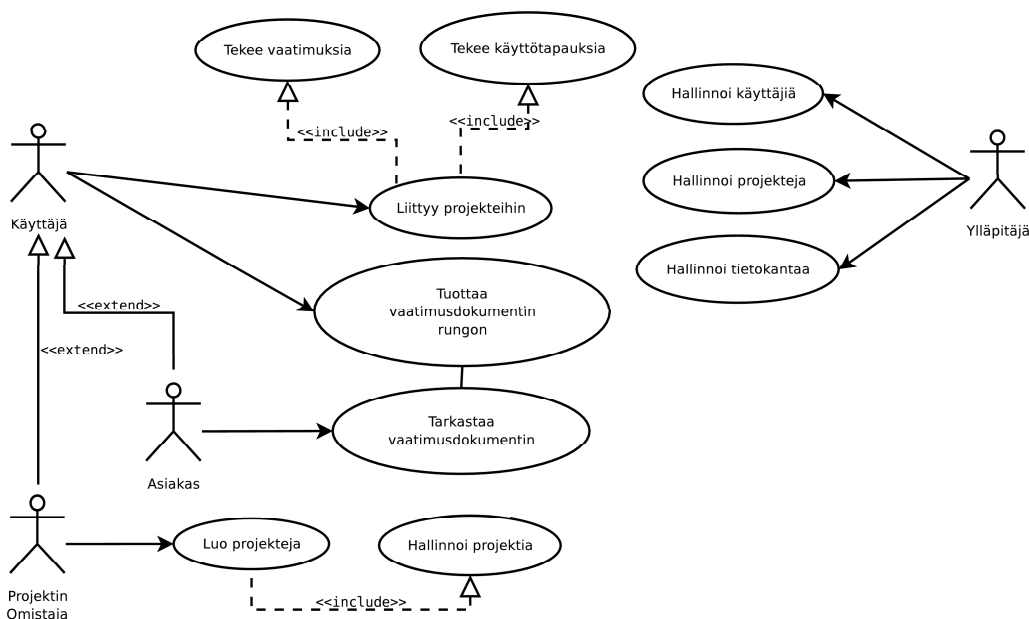 Tekee vaatimuksia
Tekee käyttötapauksia
<<include>>
<<include>>
Hallinnoi käyttäjiä
Hallinnoi projekteja
Hallinnoi tietokantaa
Ylläpitäjä
Käyttäjä
Liittyy projekteihin
Tuottaa
vaatimusdokumentin
rungon
<<extend>>
<<extend>>
Tarkastaa
vaatimusdokumentin
Asiakas
Luo projekteja
Hallinnoi projektia
<<include>>
Projektin
Omistaja